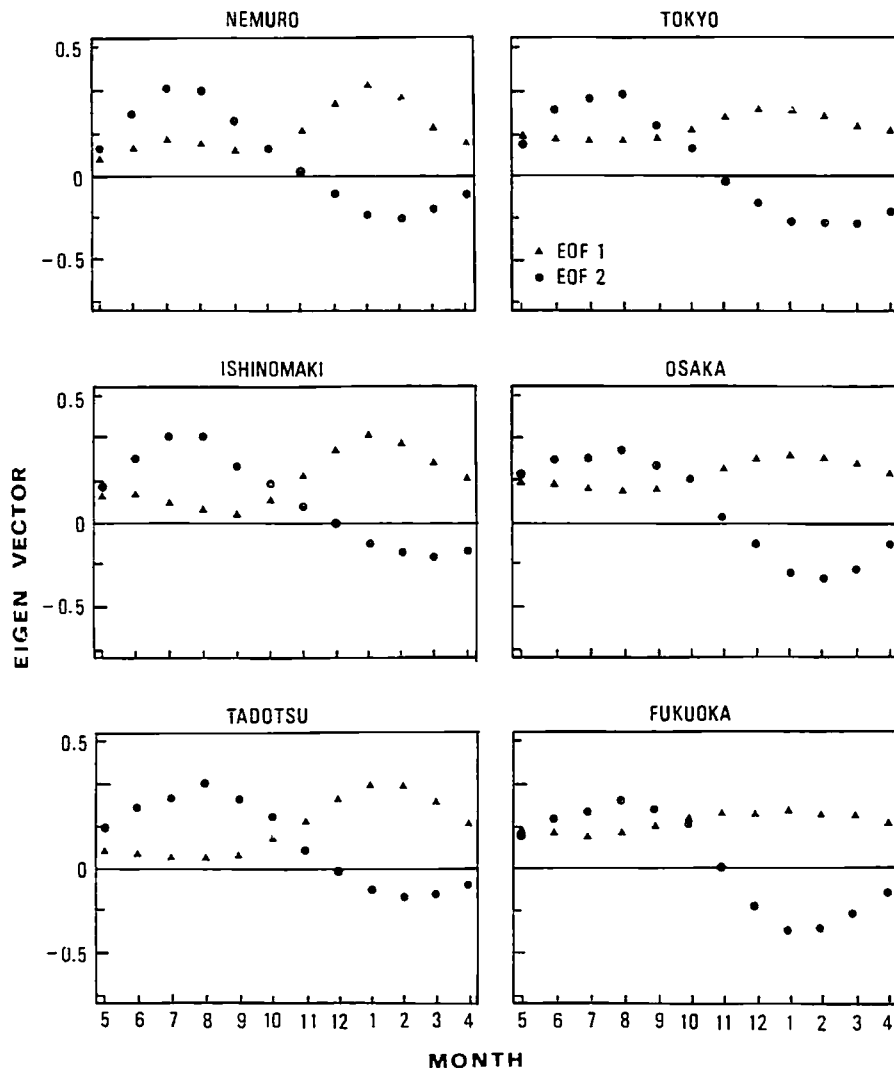 NEMURO
TOKYO
0.5
0
−0.5
▲ EOF 1
● EOF 2
ISHINOMAKI
OSAKA
0.5
0
−0.5
TADOTSU
FUKUOKA
0.5
0
−0.5
EIGEN VECTOR
5 6 7 8 9 10 11 12 1 2 3 4
5 6 7 8 9 10 11 12 1 2 3 4
MONTH